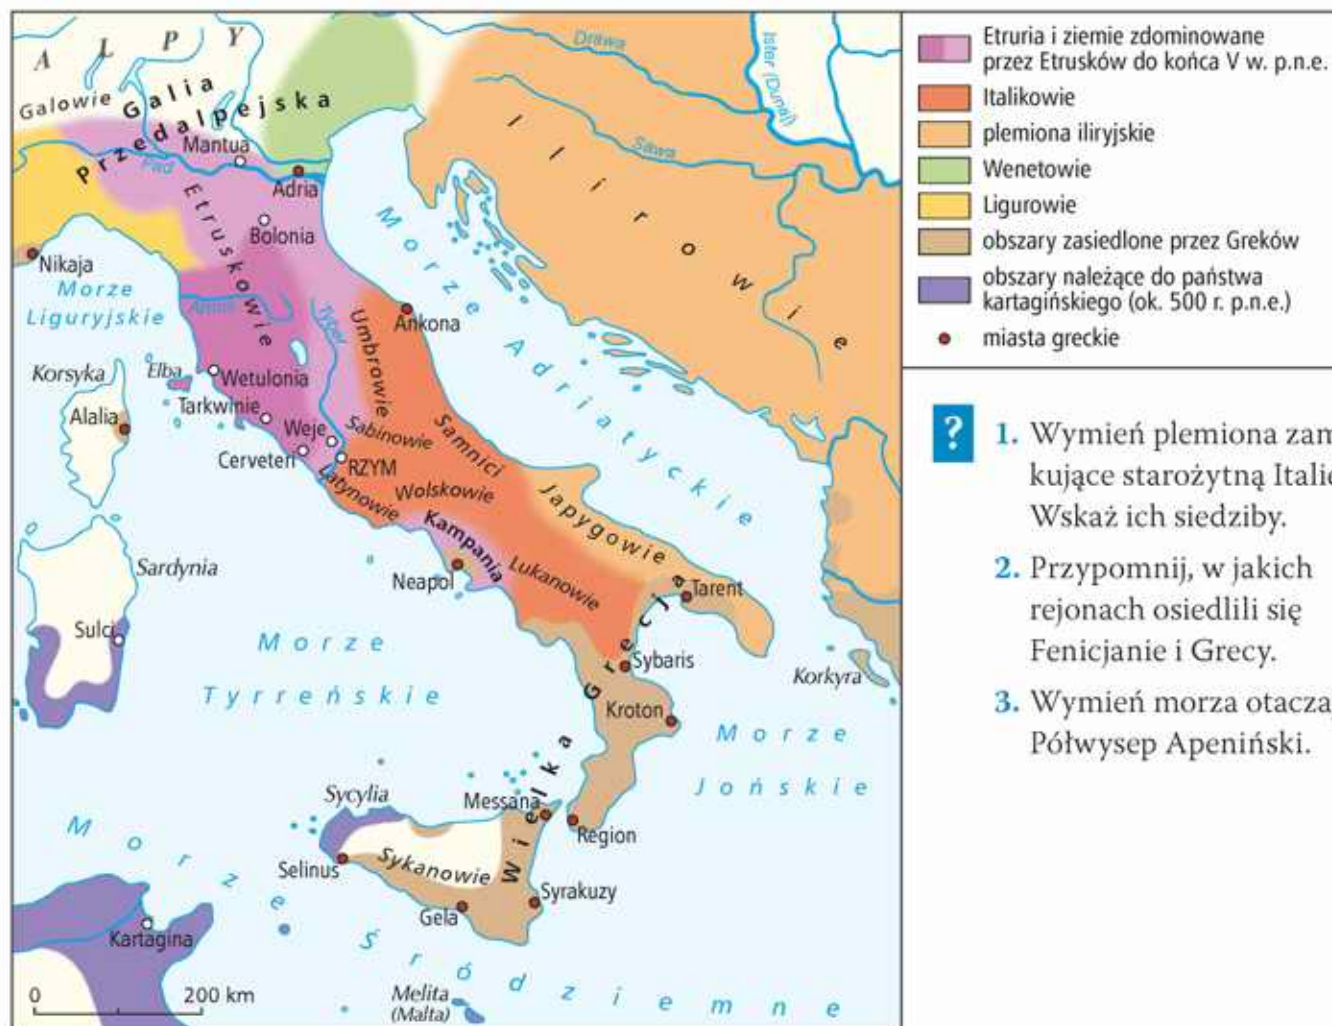 A L P Y
Galowie
Galia
Przedalpejska
Mantua
Pad
Adria
Etruskowie
Bolonia
Nikaja
Morze
Liguryjskie
Arnus
Tyber
Umbrowie
Ankona
Morze Adriatyckie
Drawa
Ister (Dunaj)
Sawa
Ilirowie
Korsyka
Elba
Wetulonia
Alalia
Tarkwinie
Weje
Sabinowie
Samnici
Cerveteri
RZYM
Latynowie
Wolskowie
Kampania
Japygowie
Sardynia
Neapol
Lukanowie
Tarent
Sulci
Morze
Tyrreńskie
Wielka Grecja
Sybaris
Korkyra
Kroton
Morze
Jońskie
Sycylia
Messana
Region
Selinus
Sykanowie
Gela
Syrakuzy
Morze Śródziemne
Kartagina
Melita
(Malta)
0 200 km
Etruria i ziemie zdominowane
przez Etrusków do końca V w. p.n.e.
Italikowie
plemiona iliryjskie
Wenetowie
Ligurowie
obszary zasiedlone przez Greków
obszary należące do państwa
kartagińskiego (ok. 500 r. p.n.e.)
miasta greckie
?
1. Wymień plemiona zam
kujące starożytną Italię
Wskaż ich siedziby.
2. Przypomnij, w jakich
rejonach osiedlili się
Fenicjanie i Grecy.
3. Wymień morza otacza
Półwysep Apeniński.